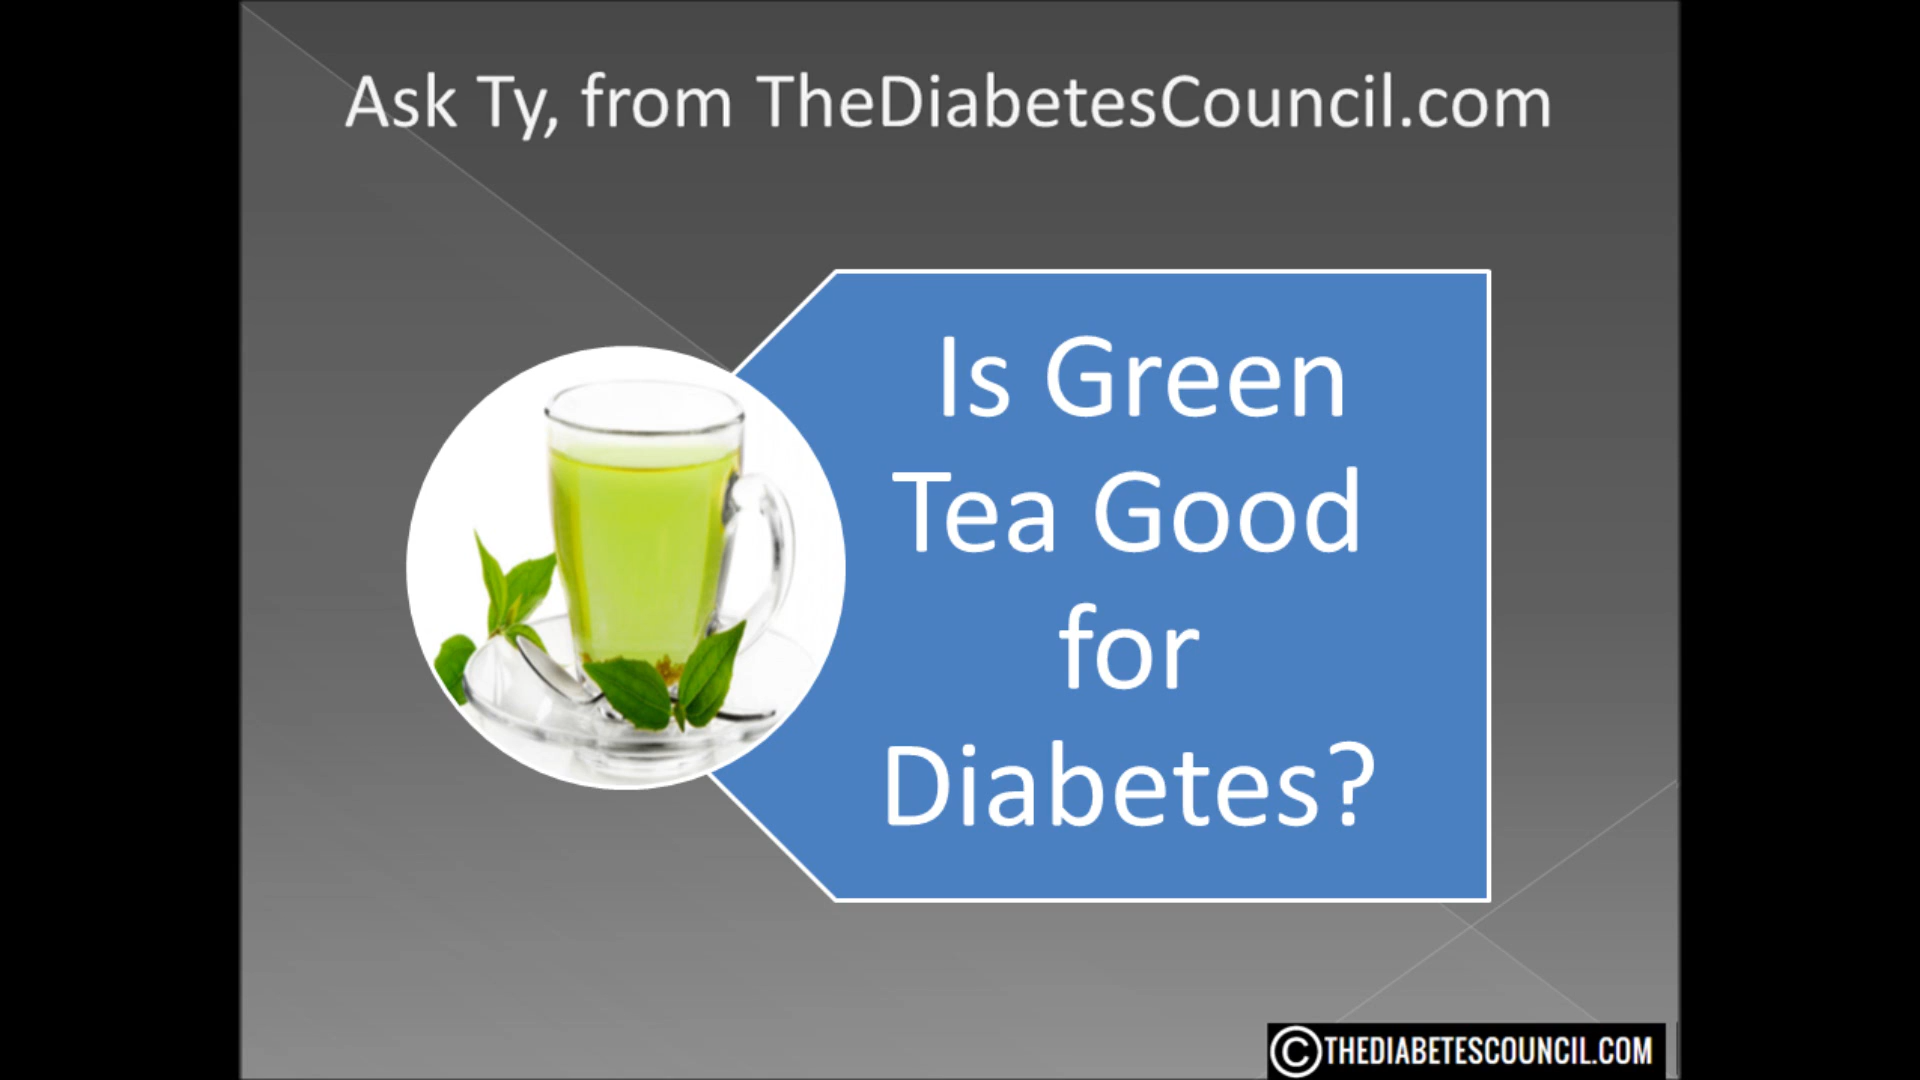 Ask Ty, from TheDiabetesCouncil.com
Is Green
Tea Good
for
Diabetes?
©THEDIABETESCOUNCIL.COM